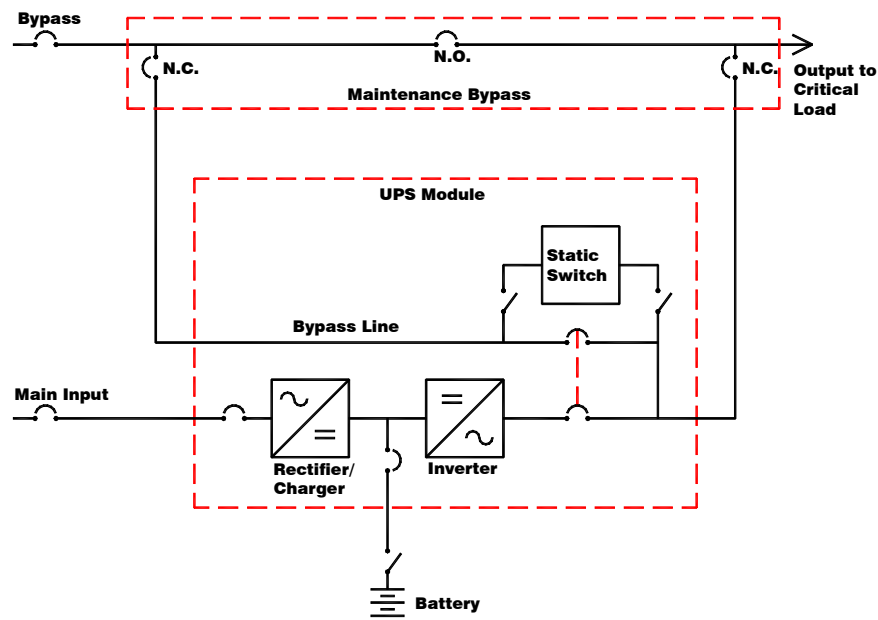 Bypass
N.C.
N.O.
N.C.
Output to
Critical
Load
Maintenance Bypass
UPS Module
Static
Switch
Bypass Line
Main Input
Rectifier/
Charger
Inverter
Battery